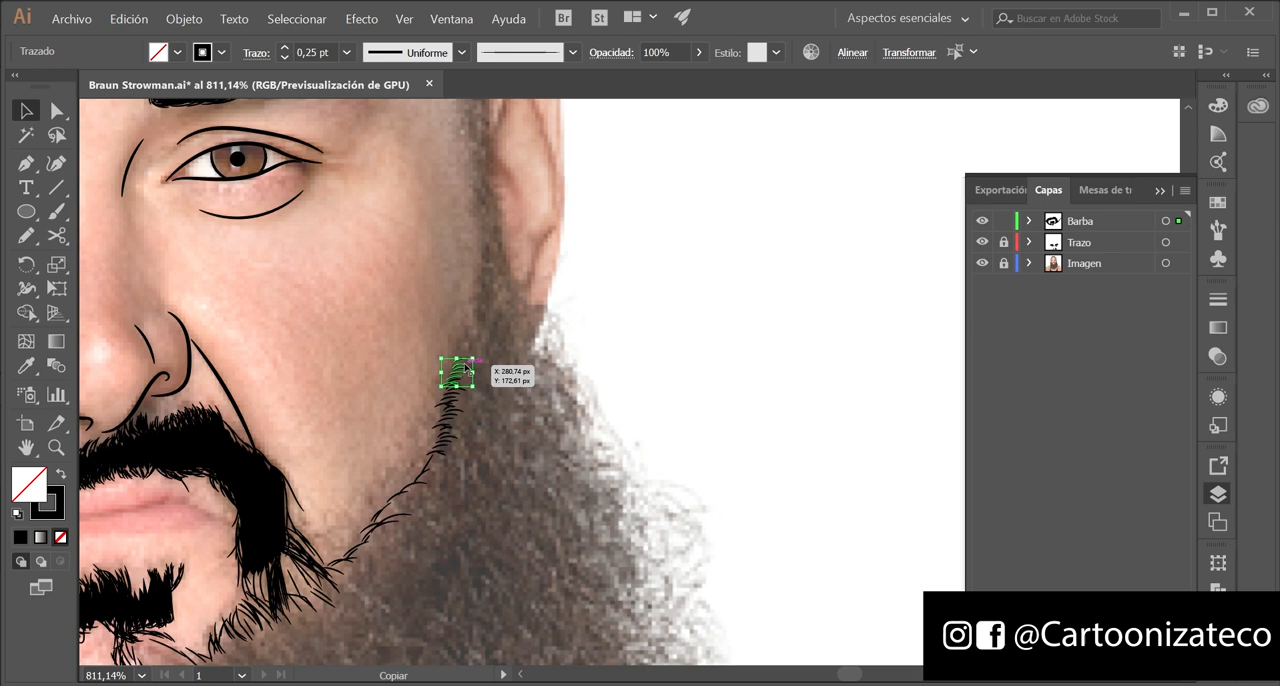 Ai Archivo Edición Objeto Texto Seleccionar Efecto Ver Ventana Ayuda Br St Aspectos esenciales Buscar en Adobe Stock
Trazado Trazo: 0,25 pt Uniforme Opacidad: 100% Estilo: Alinear Transformar
Braun Strowman.ai* al 811,14% (RGB/Previsualización de GPU)
Exportación Capas Mesas de tr
Barba
Trazo
Imagen
X: 280,74 px
Y: 172,61 px
@Cartoonizateco
811,14% 1 Copiar